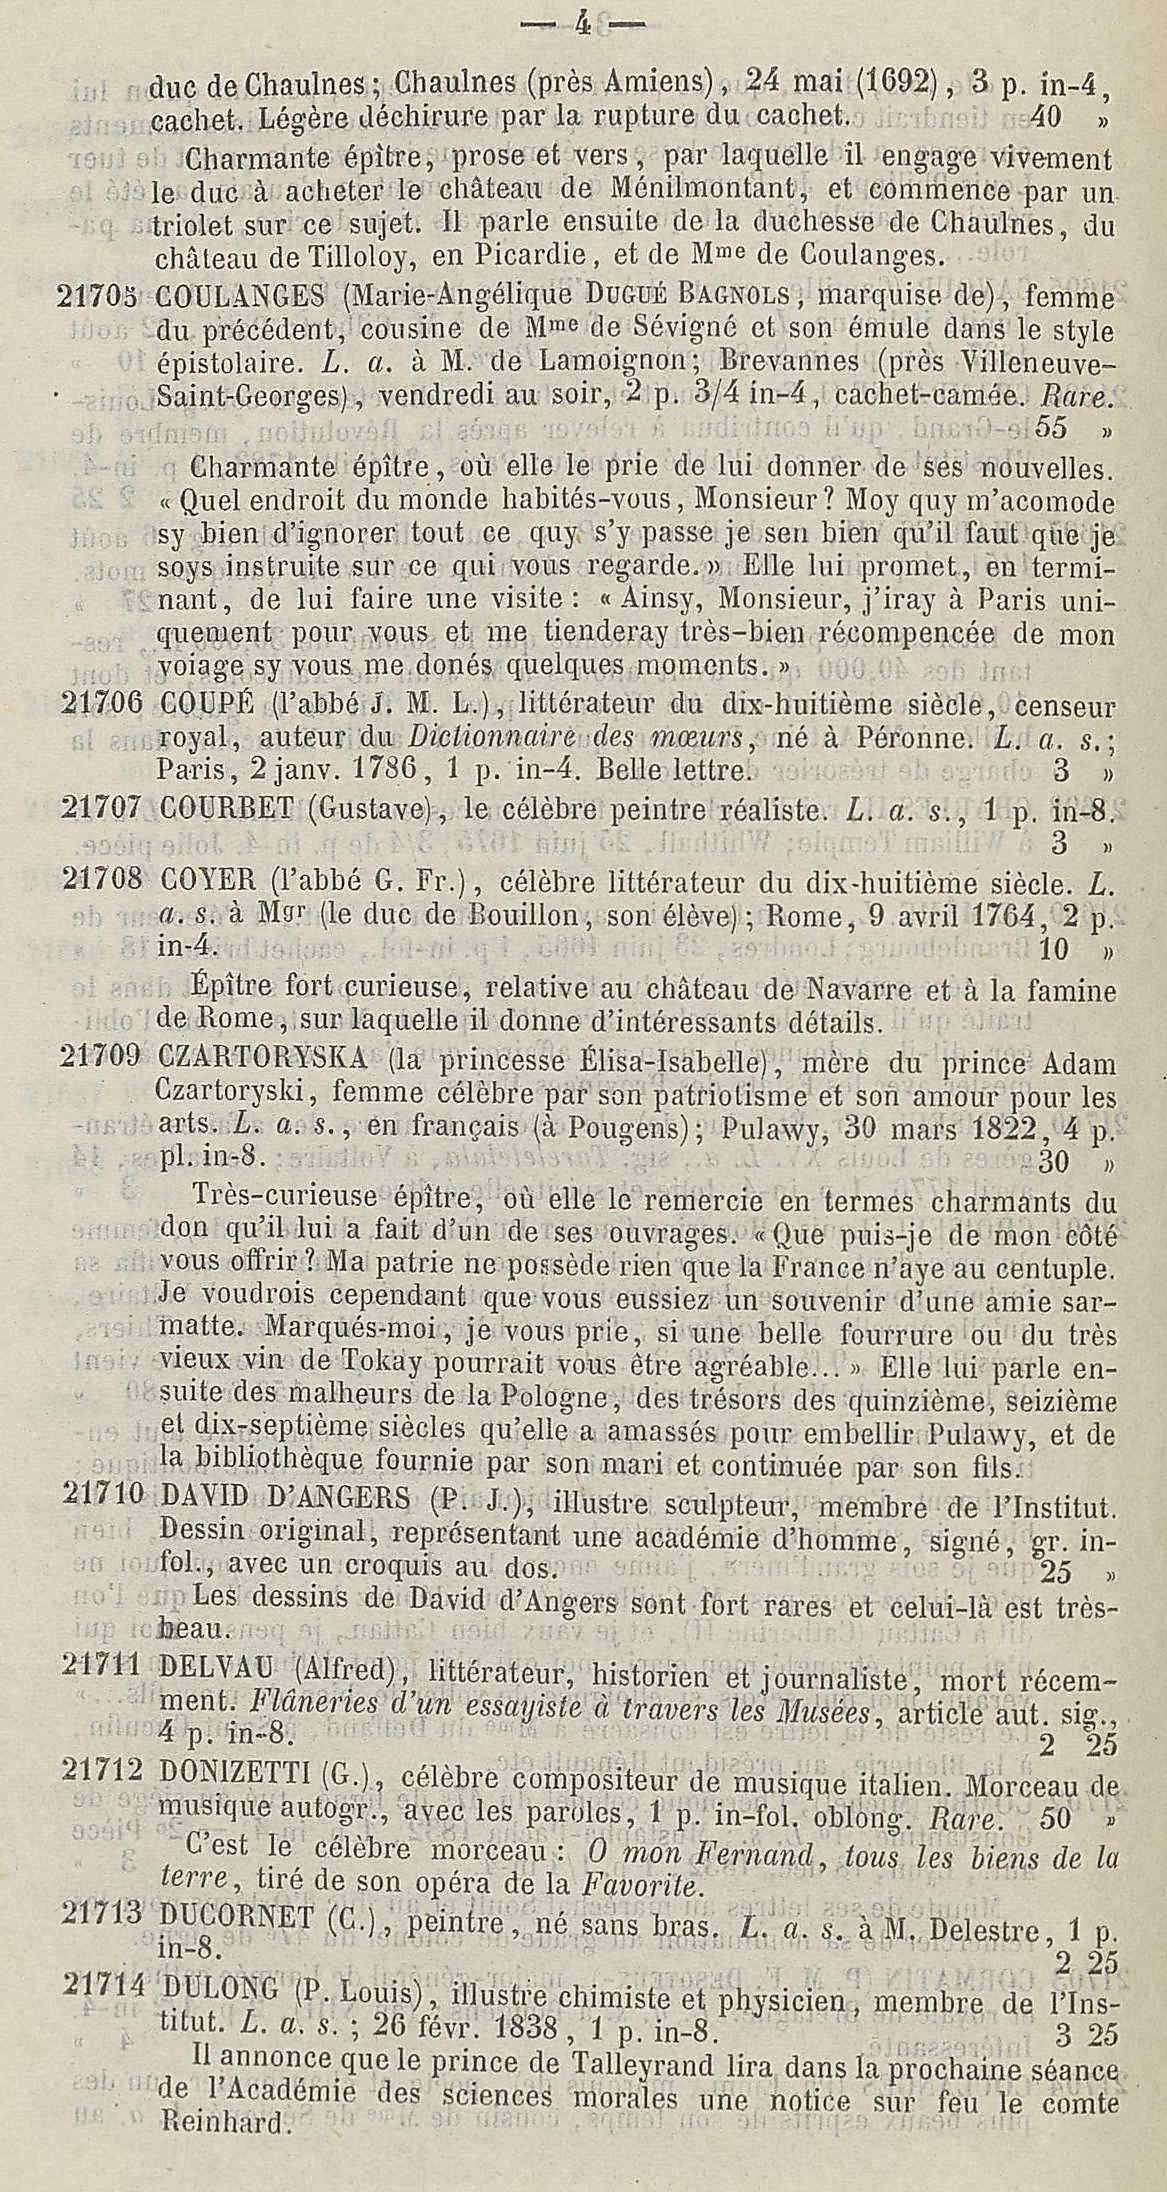 — 4 —
duc de Chaulnes ; Chaulnes (près Amiens), 24 mai (1692), 3 p. in-4,
cachet. Légère déchirure par la rupture du cachet. 40 »
Charmante épître, prose et vers, par laquelle il engage vivement
le duc à acheter le château de Ménilmontant, et commence par un
triolet sur ce sujet. Il parle ensuite de la duchesse de Chaulnes, du
château de Tilloloy, en Picardie, et de Mme de Coulanges.
21705 COULANGES (Marie-Angélique DUGUÉ BAGNOLS, marquise de), femme
du précédent, cousine de Mme de Sévigné et son émule dans le style
épistolaire. L. a. à M. de Lamoignon; Brevannes (près Villeneuve-
Saint-Georges), vendredi au soir, 2 p. 3/4 in-4, cachet-camée. Rare.
55 »
Charmante épître, où elle le prie de lui donner de ses nouvelles.
« Quel endroit du monde habités-vous, Monsieur ? Moy quy m'acomode
sy bien d'ignorer tout ce quy s'y passe je sen bien qu'il faut que je
soys instruite sur ce qui vous regarde. » Elle lui promet, en termi-
nant, de lui faire une visite : « Ainsy, Monsieur, j'iray à Paris uni-
quement pour vous et me tienderay très-bien récompencée de mon
voiage sy vous me donés quelques moments. »
21706 COUPÉ (l'abbé J. M. L.), littérateur du dix-huitième siècle, censeur
royal, auteur du Dictionnaire des mœurs, né à Péronne. L. a. s.;
Paris, 2 janv. 1786, 1 p. in-4. Belle lettre. 3 »
21707 COURBET (Gustave), le célèbre peintre réaliste. L. a. s., 1 p. in-8.
3 »
21708 COYER (l'abbé G. Fr.), célèbre littérateur du dix-huitième siècle. L.
a. s. à Mgr (le duc de Bouillon, son élève) ; Rome, 9 avril 1764, 2 p.
in-4. 10 »
Épître fort curieuse, relative au château de Navarre et à la famine
de Rome, sur laquelle il donne d'intéressants détails.
21709 CZARTORYSKA (la princesse Élisa-Isabelle), mère du prince Adam
Czartoryski, femme célèbre par son patriotisme et son amour pour les
arts. L. a. s., en français (à Pougens) ; Pulawy, 30 mars 1822, 4 p.
pl. in-8. 30 »
Très-curieuse épître, où elle le remercie en termes charmants du
don qu'il lui a fait d'un de ses ouvrages. « Que puis-je de mon côté
vous offrir ? Ma patrie ne possède rien que la France n'aye au centuple.
Je voudrois cependant que vous eussiez un souvenir d'une amie sar-
matte. Marqués-moi, je vous prie, si une belle fourrure ou du très
vieux vin de Tokay pourrait vous être agréable... » Elle lui parle en-
suite des malheurs de la Pologne, des trésors des quinzième, seizième
et dix-septième siècles qu'elle a amassés pour embellir Pulawy, et de
la bibliothèque fournie par son mari et continuée par son fils.
21710 DAVID D'ANGERS (P. J.), illustre sculpteur, membre de l'Institut.
Dessin original, représentant une académie d'homme, signé, gr. in-
fol., avec un croquis au dos. 25 »
Les dessins de David d'Angers sont fort rares et celui-là est très-
beau.
21711 DELVAU (Alfred), littérateur, historien et journaliste, mort récem-
ment. Flâneries d'un essayiste à travers les Musées, article aut. sig.,
4 p. in-8. 2 25
21712 DONIZETTI (G.), célèbre compositeur de musique italien. Morceau de
musique autogr., avec les paroles, 1 p. in-fol. oblong. Rare. 50 »
C'est le célèbre morceau : O mon Fernand, tous les biens de la
terre, tiré de son opéra de la Favorite.
21713 DUCORNET (C.), peintre, né sans bras. L. a. s. à M. Delestre, 1 p.
in-8. 2 25
21714 DULONG (P. Louis), illustre chimiste et physicien, membre de l'Ins-
titut. L. a. s. ; 26 févr. 1838, 1 p. in-8. 3 25
Il annonce que le prince de Talleyrand lira dans la prochaine séance
de l'Académie des sciences morales une notice sur feu le comte
Reinhard.